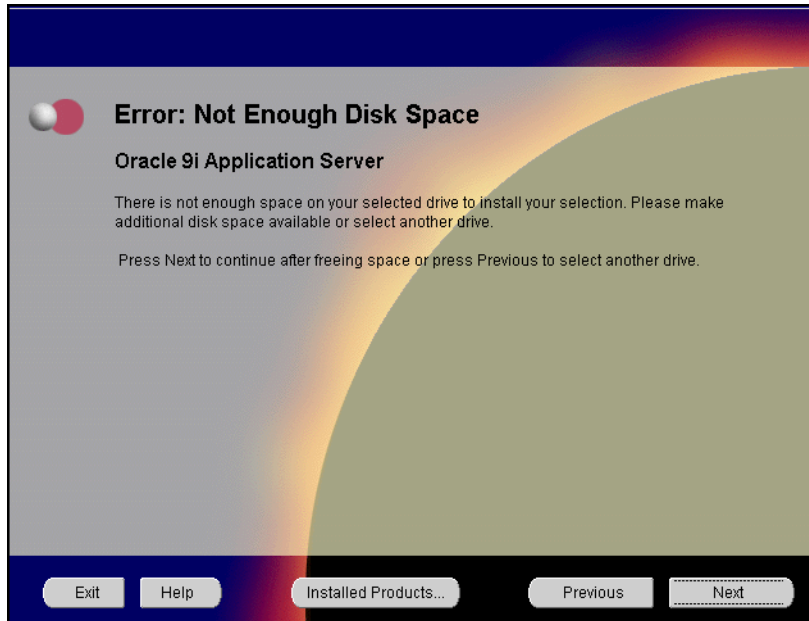 Error: Not Enough Disk Space
Oracle 9i Application Server
There is not enough space on your selected drive to install your selection. Please make
additional disk space available or select another drive.
Press Next to continue after freeing space or press Previous to select another drive.
Exit
Help
Installed Products...
Previous
Next